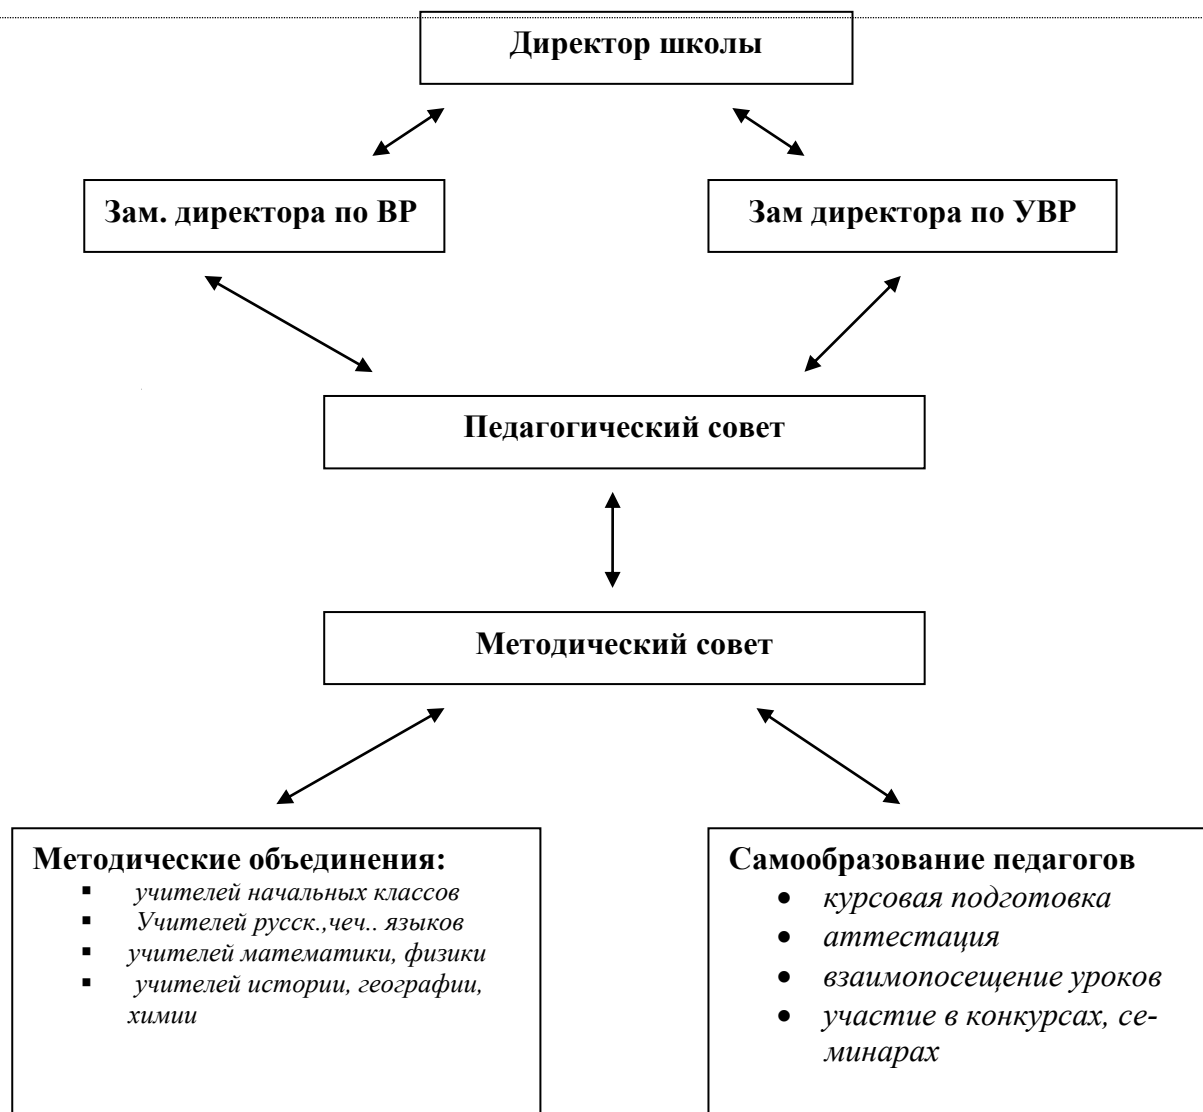 Директор школы
Зам. директора по ВР
Зам директора по УВР
Педагогический совет
Методический совет
Методические объединения:
▪ учителей начальных классов
▪ Учителей русск.,чеч.. языков
▪ учителей математики, физики
▪ учителей истории, географии,
химии
Самообразование педагогов
• курсовая подготовка
• аттестация
• взаимопосещение уроков
• участие в конкурсах, се-
минарах